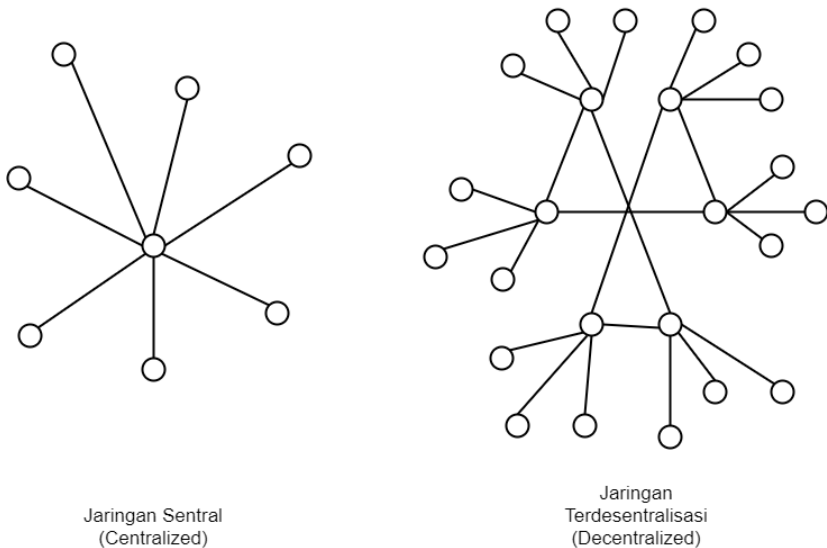 Jaringan Sentral
(Centralized)
Jaringan
Terdesentralisasi
(Decentralized)